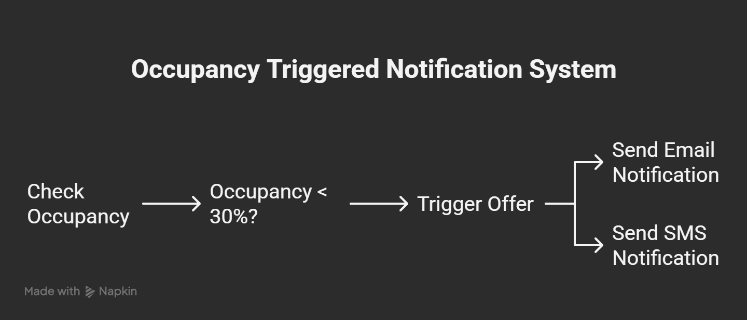 Occupancy Triggered Notification System
Check
Occupancy
Occupancy <
30%?
Trigger Offer
Send Email
Notification
Send SMS
Notification
Made with Napkin